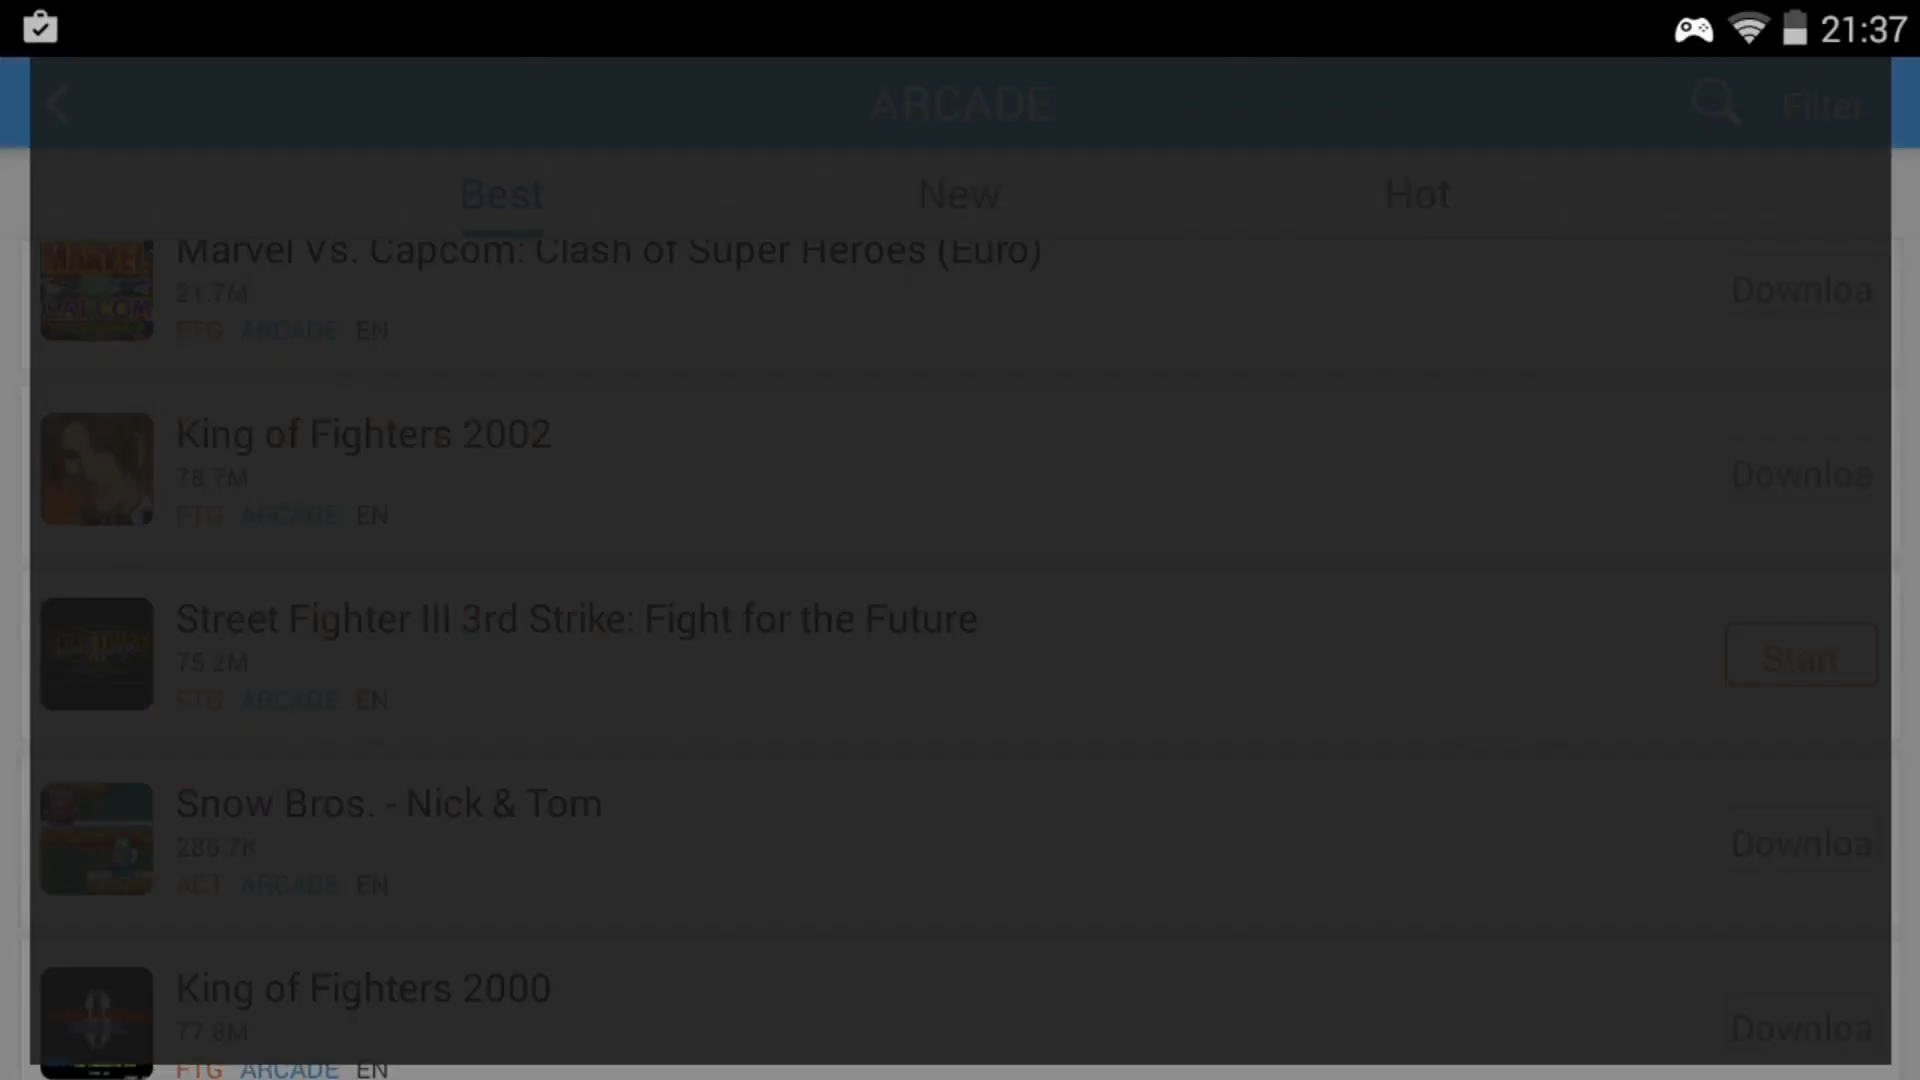 21:37
ARCADE
Filter
Best
New
Hot
Marvel Vs. Capcom: Clash of Super Heroes (Euro)
21.7M
Downloa
FTG ARCADE EN
King of Fighters 2002
78.7M
Downloa
FTG ARCADE EN
Street Fighter III 3rd Strike: Fight for the Future
75.2M
Start
FTG ARCADE EN
Snow Bros. - Nick & Tom
286.7K
Downloa
ACT ARCADE EN
King of Fighters 2000
77.8M
Downloa
FTG ARCADE EN